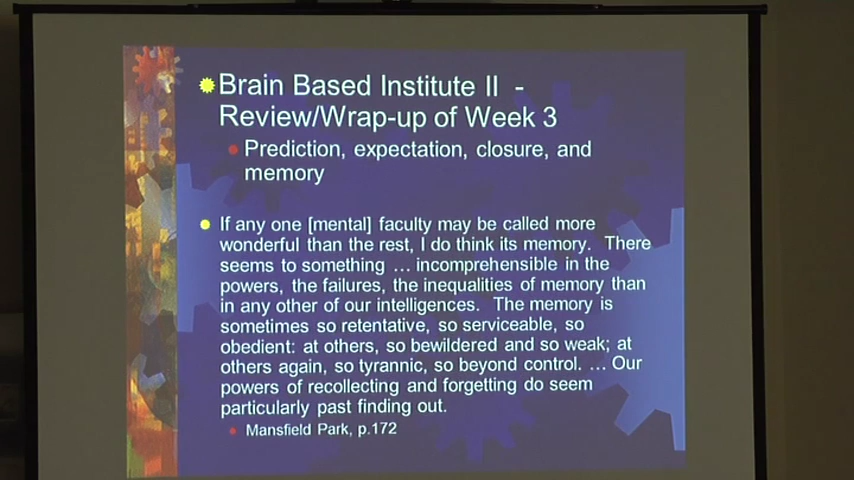 Brain Based Institute II -
Review/Wrap-up of Week 3
Prediction, expectation, closure, and
memory
If any one [mental] faculty may be called more
wonderful than the rest, I do think its memory. There
seems to something … incomprehensible in the
powers, the failures, the inequalities of memory than
in any other of our intelligences. The memory is
sometimes so retentative, so serviceable, so
obedient: at others, so bewildered and so weak; at
others again, so tyrannic, so beyond control. … Our
powers of recollecting and forgetting do seem
particularly past finding out.
Mansfield Park, p.172